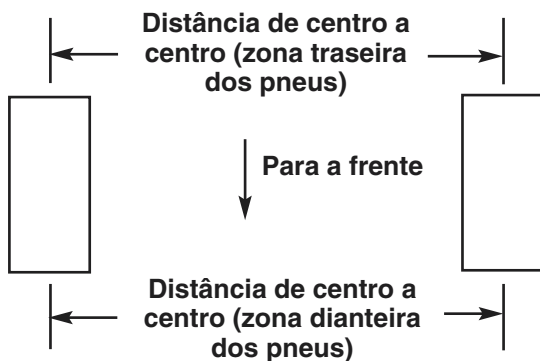 Distância de centro a
centro (zona traseira
dos pneus)
Para a frente
Distância de centro a
centro (zona dianteira
dos pneus)